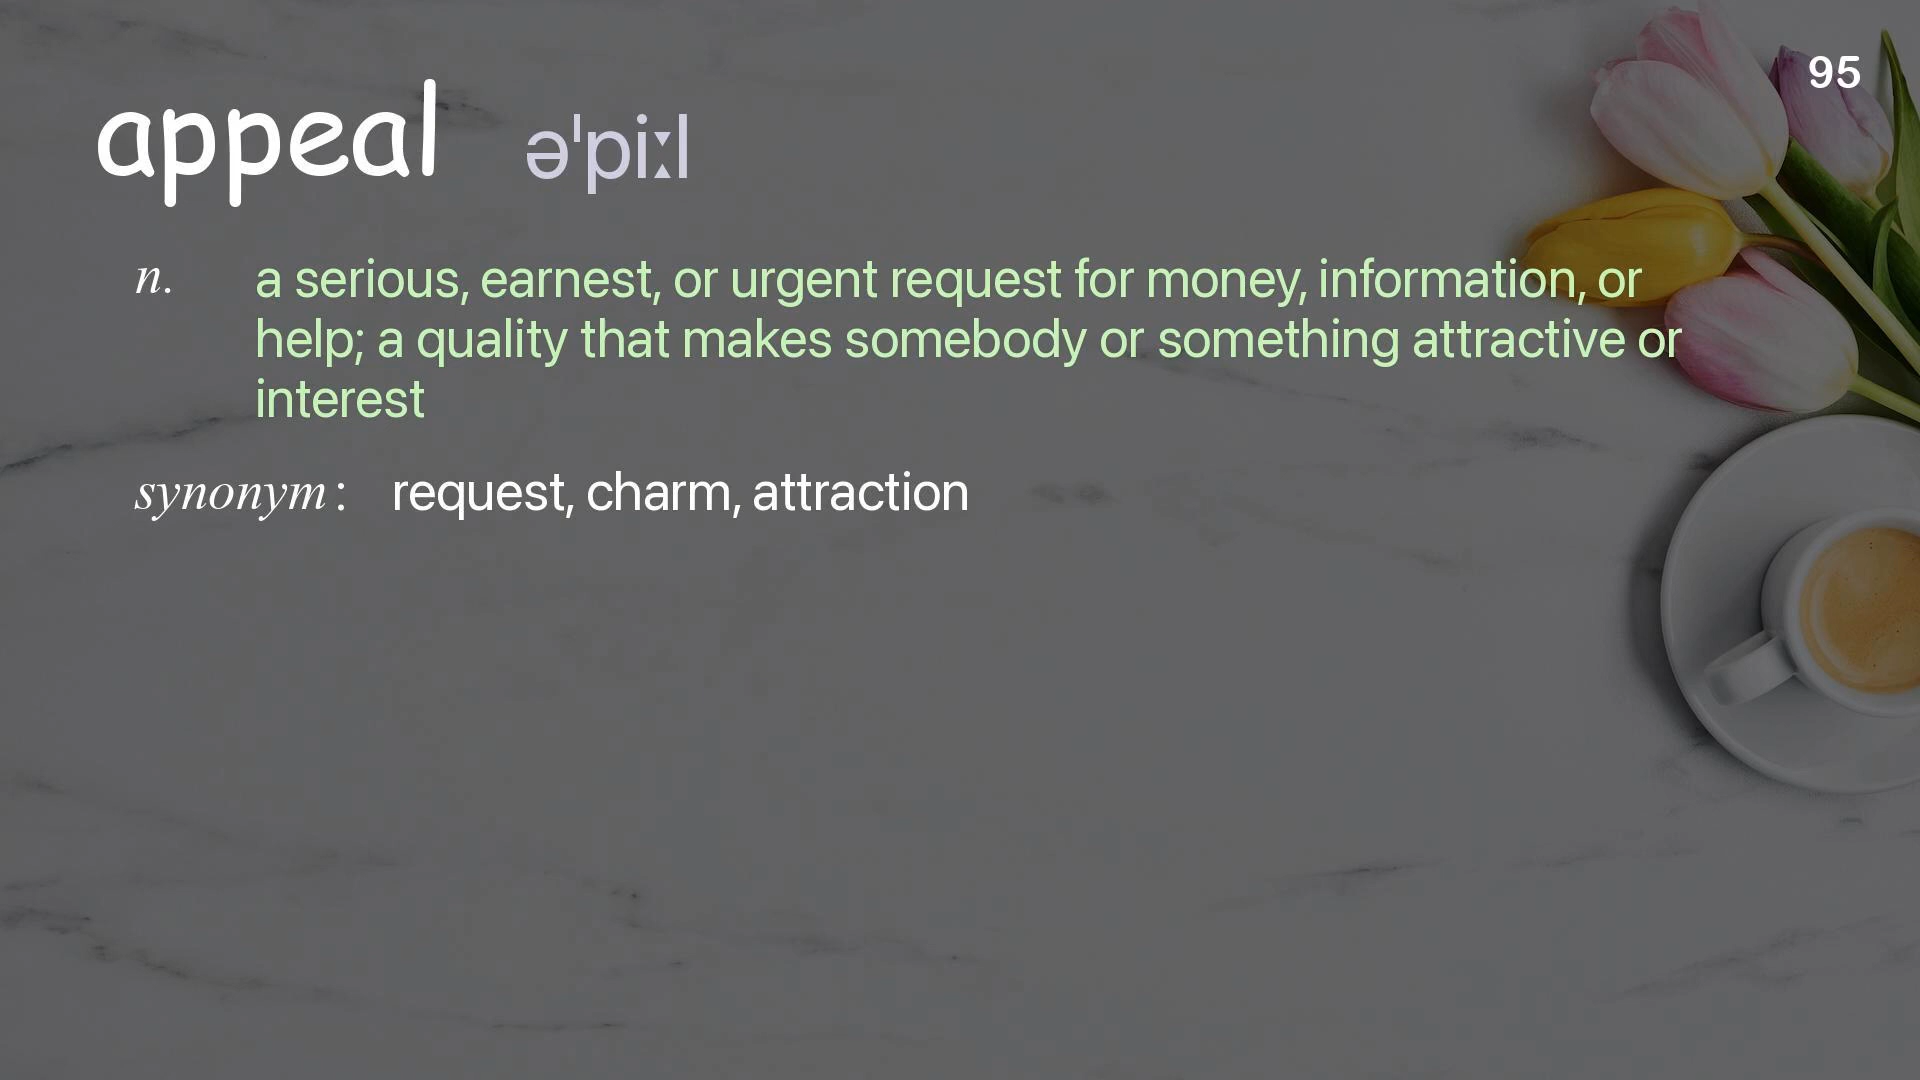 95
appeal əˈpiːl
n. a serious, earnest, or urgent request for money, information, or
help; a quality that makes somebody or something attractive or
interest
synonym: request, charm, attraction